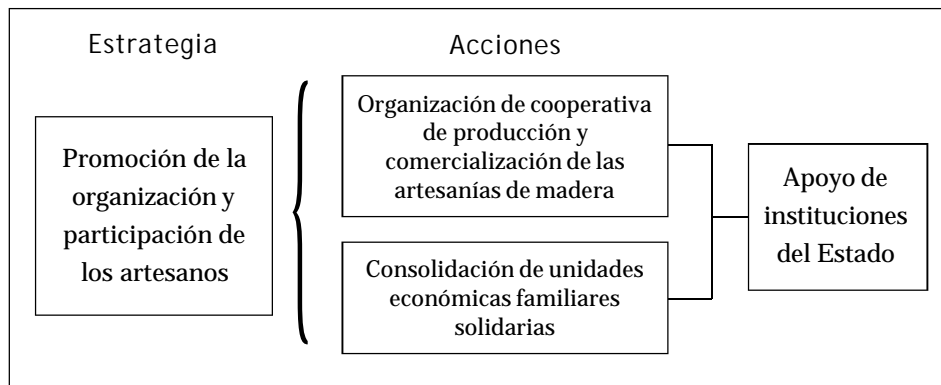 Estrategia
Acciones
Promoción de la
organización y
participación de
los artesanos
Organización de cooperativa
de producción y
comercialización de las
artesanías de madera
Consolidación de unidades
económicas familiares
solidarias
Apoyo de
instituciones
del Estado